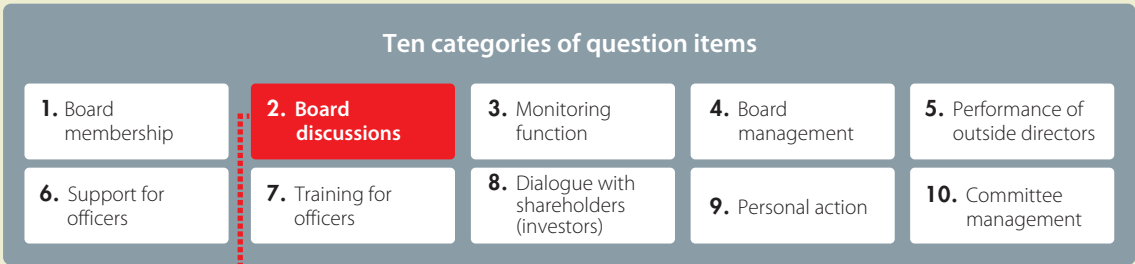 Ten categories of question items
1. Board
membership
2. Board
discussions
3. Monitoring
function
4. Board
management
5. Performance of
outside directors
6. Support for
officers
7. Training for
officers
8. Dialogue with
shareholders
(investors)
9. Personal action
10. Committee
management